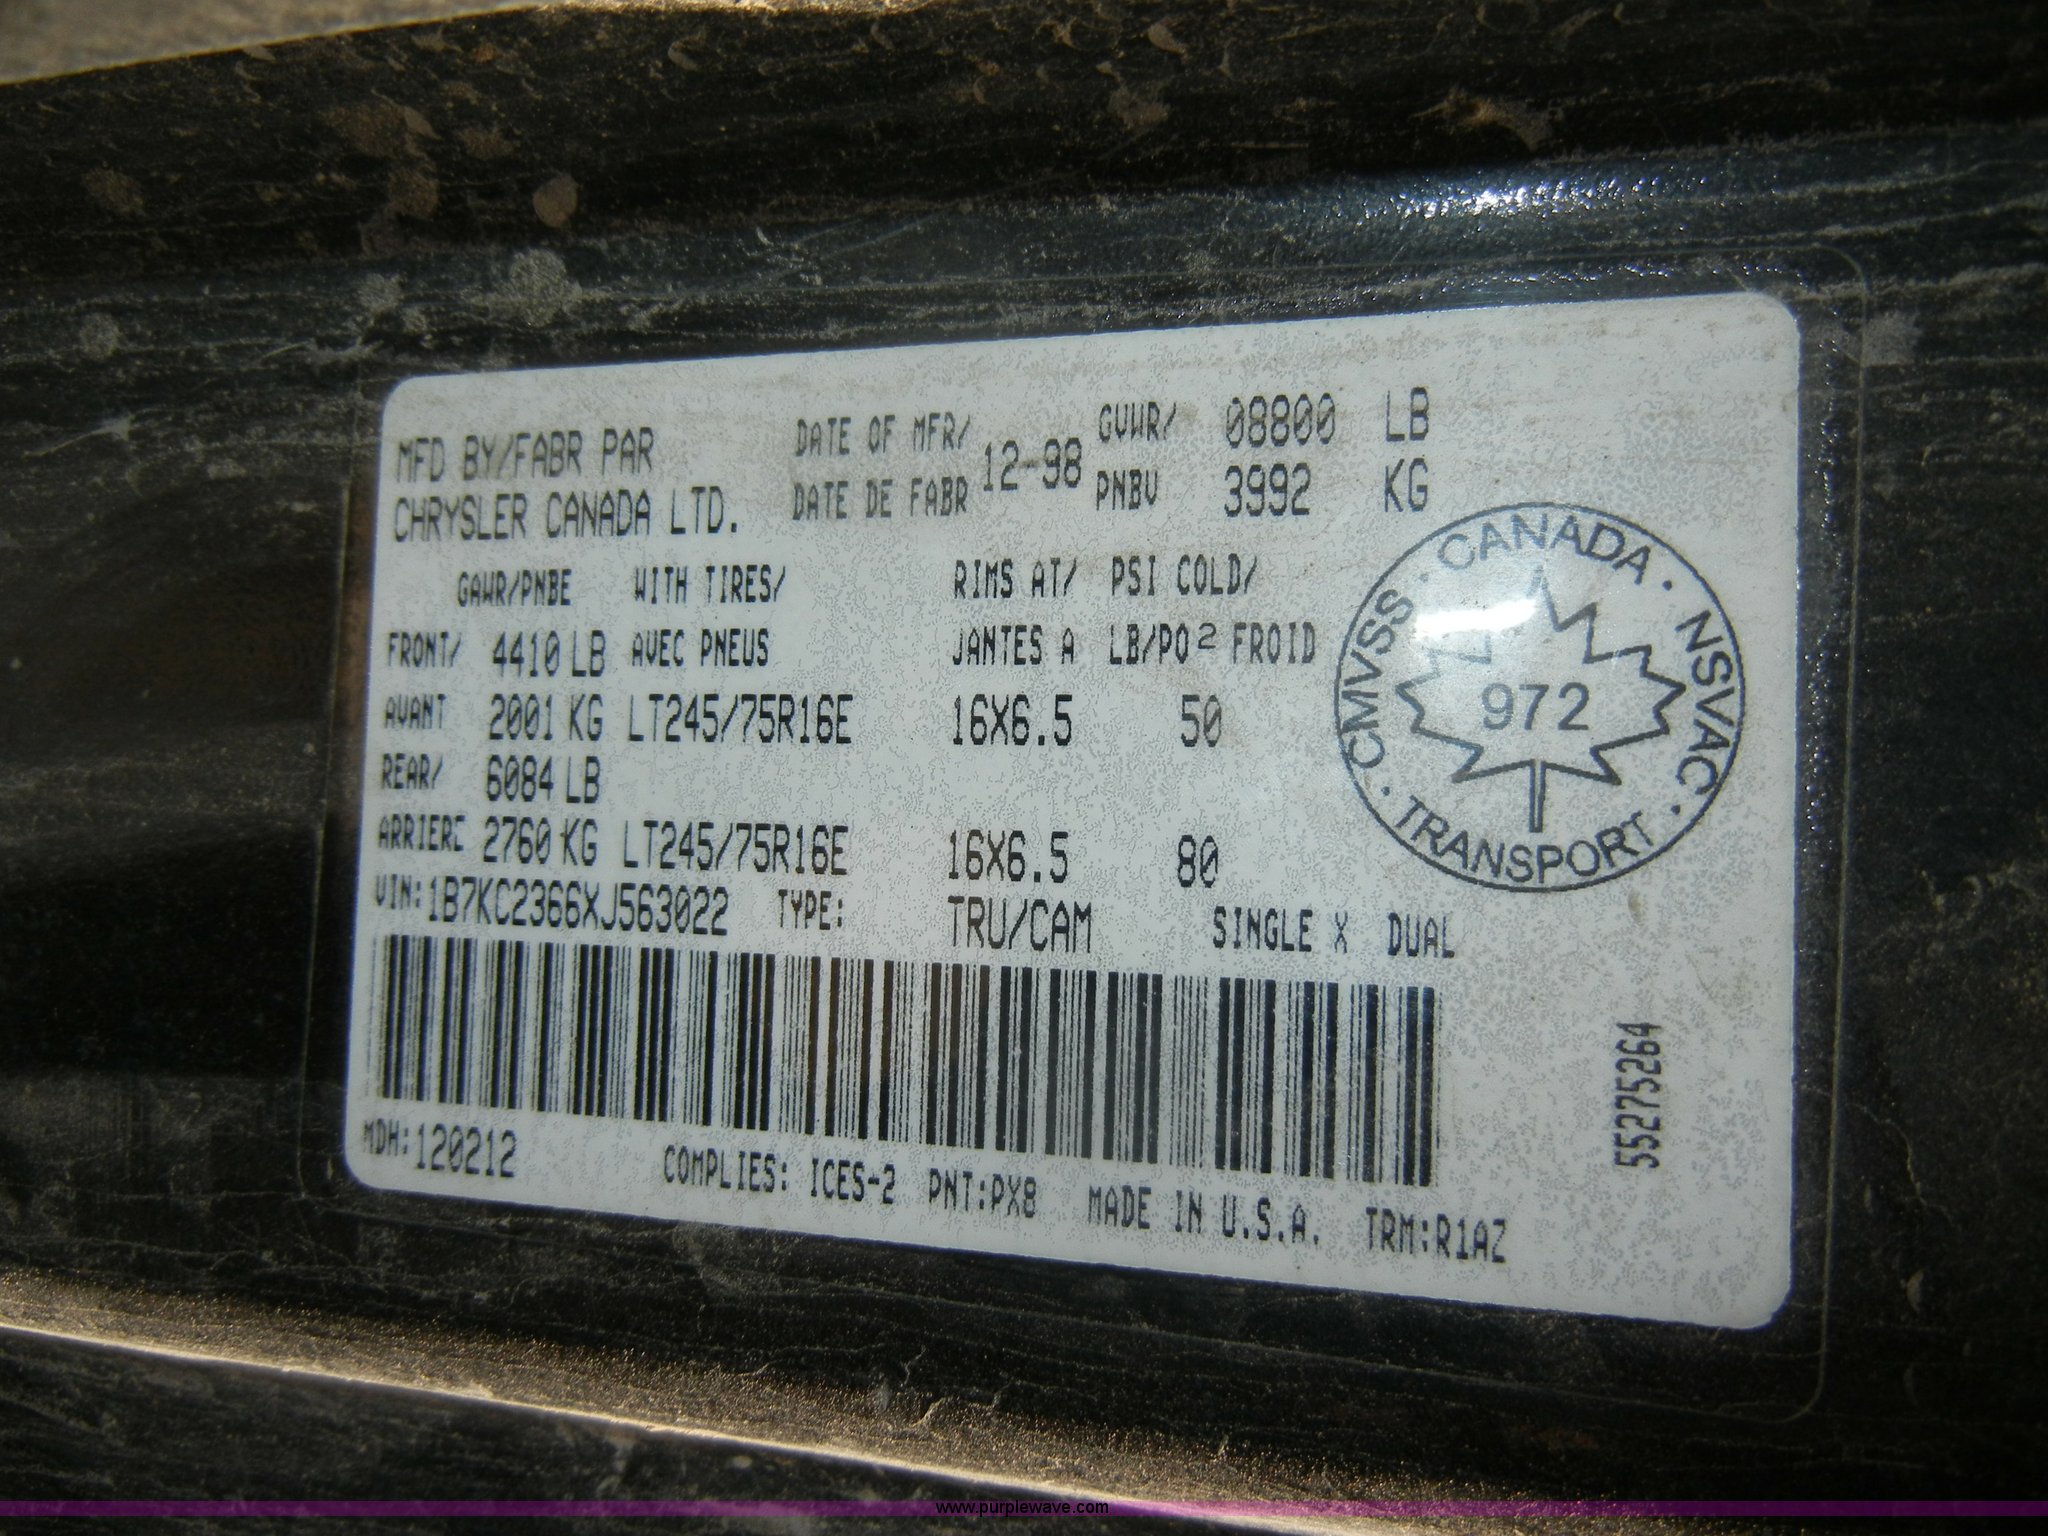 MFD BY/FABR PAR DATE OF MFR/ 12-98 GVWR/ 08800 LB
CHRYSLER CANADA LTD. DATE DE FABR PNBV 3992 KG
GAWR/PNBE WITH TIRES/ RIMS AT/ PSI COLD/
FRONT/ 4410 LB AVEC PNEUS JANTES A LB/PO2 FROID
AVANT 2001 KG LT245/75R16E 16X6.5 50
REAR/ 6084 LB
ARRIERE 2760 KG LT245/75R16E 16X6.5 80
VIN:1B7KC2366XJ563022 TYPE: TRU/CAM SINGLE X DUAL
MDH:120212 COMPLIES: ICES-2 PNT:PX8 MADE IN U.S.A. TRM:R1AZ
55275264
CANADA · NSVAC · TRANSPORT · CMVSS ·
972
www.purplewave.com